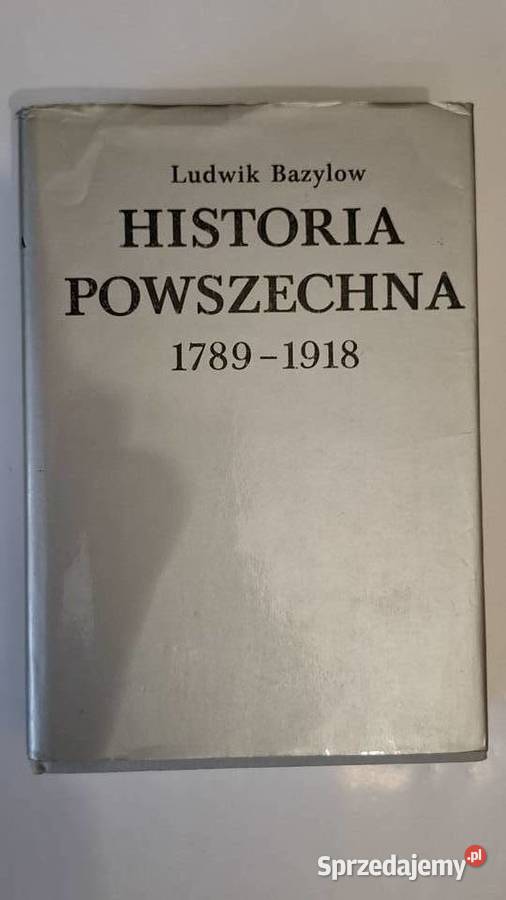 Ludwik Bazylow
HISTORIA
POWSZECHNA
1789-1918
Sprzedajemy.pl